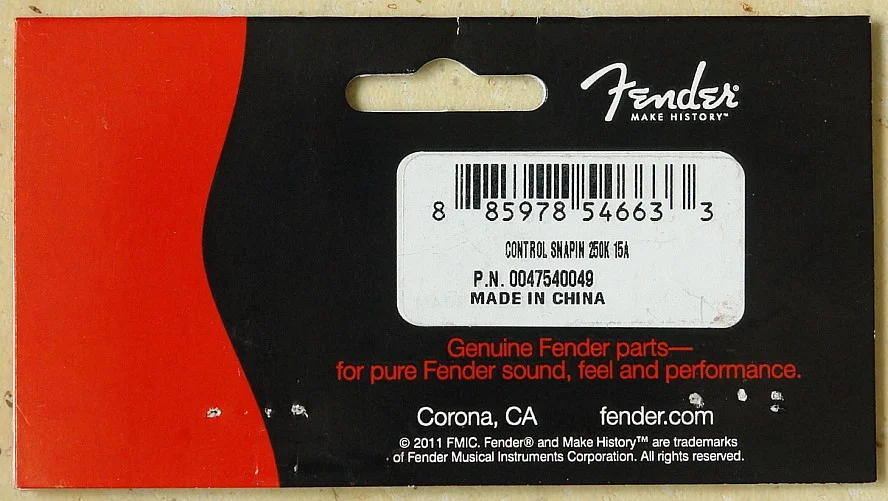 Fender®
MAKE HISTORY™
8 85978 54663 3
CONTROL SNAPIN 250K 15A
P.N. 0047540049
MADE IN CHINA
Genuine Fender parts—
for pure Fender sound, feel and performance.
Corona, CA fender.com
© 2011 FMIC. Fender® and Make History™ are trademarks
of Fender Musical Instruments Corporation. All rights reserved.